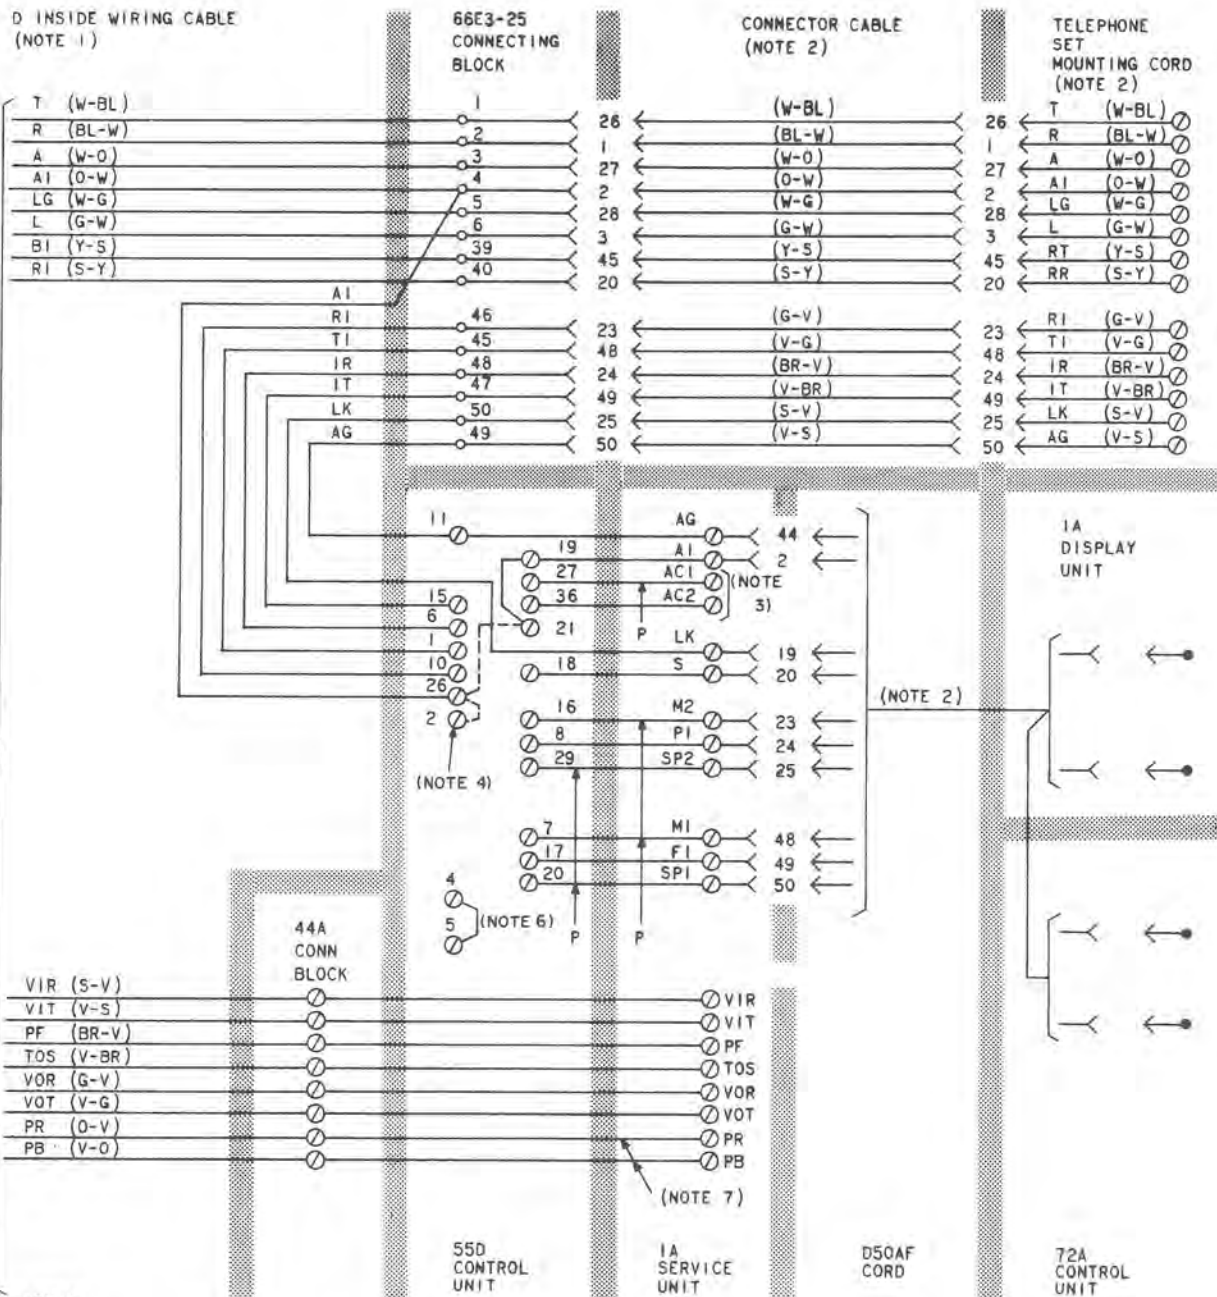 D INSIDE WIRING CABLE
(NOTE 1)
66E3-25
CONNECTING
BLOCK
CONNECTOR CABLE
(NOTE 2)
TELEPHONE
SET
MOUNTING CORD
(NOTE 2)
T (W-BL) 1 26 (W-BL) 26 T (W-BL)
R (BL-W) 2 1 (BL-W) 1 R (BL-W)
A (W-O) 3 27 (W-O) 27 A (W-O)
A1 (O-W) 4 2 (O-W) 2 A1 (O-W)
LG (W-G) 5 28 (W-G) 28 LG (W-G)
L (G-W) 6 3 (G-W) 3 L (G-W)
B1 (Y-S) 39 45 (Y-S) 45 RT (Y-S)
R1 (S-Y) 40 20 (S-Y) 20 RR (S-Y)
A1
R1 46 23 (G-V) 23 R1 (G-V)
T1 45 48 (V-G) 48 T1 (V-G)
IR 48 24 (BR-V) 24 IR (BR-V)
IT 47 49 (V-BR) 49 IT (V-BR)
LK 50 25 (S-V) 25 LK (S-V)
AG 49 50 (V-S) 50 AG (V-S)
11 AG 44
19 A1 2
27 AC1 (NOTE
15 36 AC2 3)
6 21 P
1 LK 19
10 18 S 20
26 16 M2 23
2 8 P1 24
(NOTE 4) 29 SP2 25
7 M1 48
17 F1 49
4 20 SP1 50
5 (NOTE 6) P P
(NOTE 2)
1A
DISPLAY
UNIT
44A
CONN
BLOCK
VIR (S-V) VIR
VIT (V-S) VIT
PF (BR-V) PF
TOS (V-BR) TOS
VOR (G-V) VOR
VOT (V-G) VOT
PR (O-V) PR
PB (V-O) PB
(NOTE 7)
55D
CONTROL
UNIT
1A
SERVICE
UNIT
D50AF
CORD
72A
CONTROL
UNIT